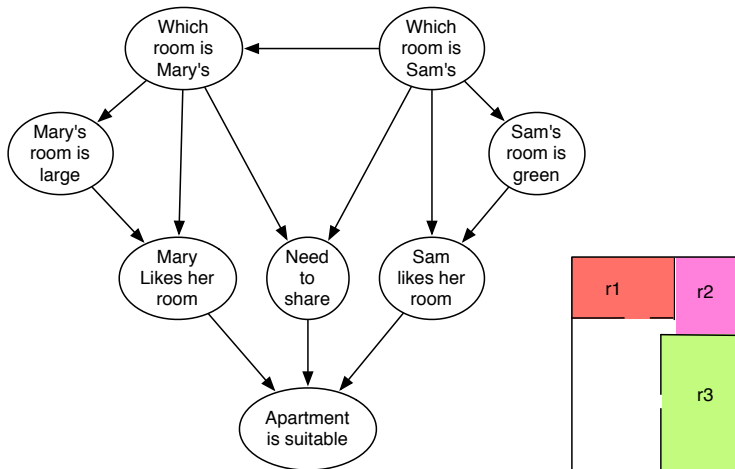 Which
room is
Mary's
Which
room is
Sam's
Mary's
room is
large
Sam's
room is
green
Mary
Likes her
room
Need
to
share
Sam
likes her
room
Apartment
is suitable
r1
r2
r3